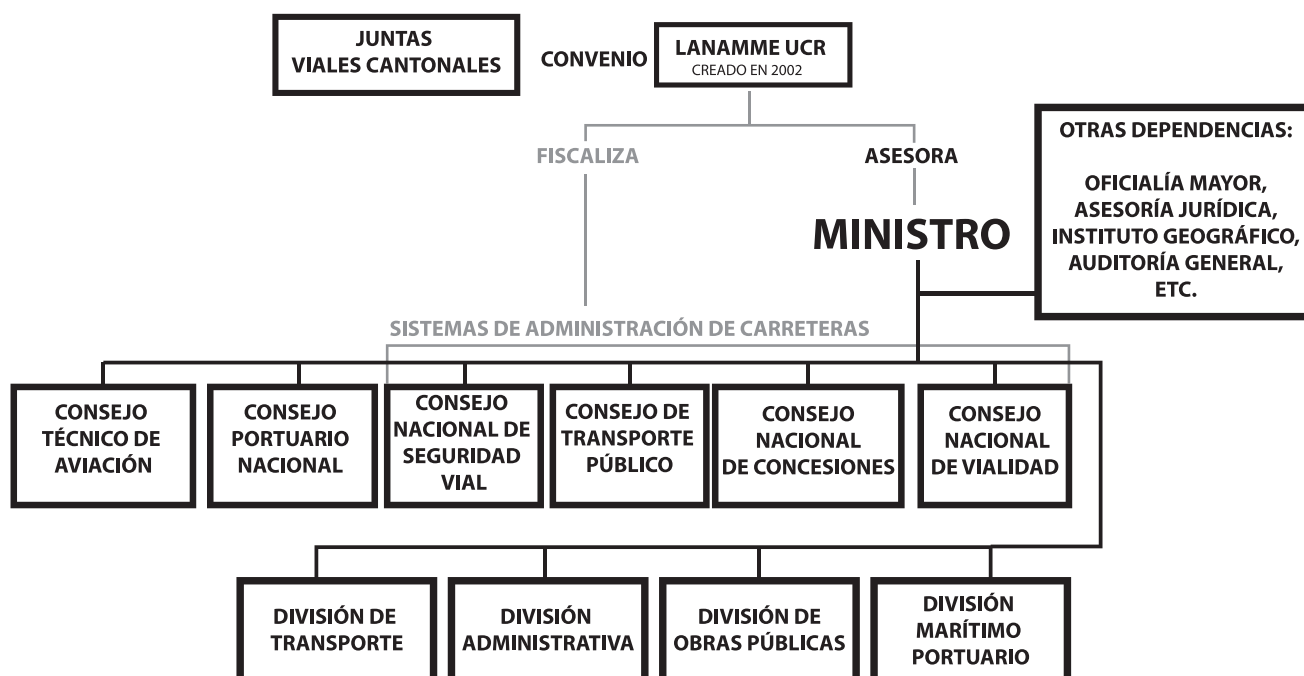 JUNTAS
VIALES CANTONALES
CONVENIO
LANAMME UCR
CREADO EN 2002
FISCALIZA
ASESORA
OTRAS DEPENDENCIAS:
OFICIALÍA MAYOR,
ASESORÍA JURÍDICA,
INSTITUTO GEOGRÁFICO,
AUDITORÍA GENERAL,
ETC.
MINISTRO
SISTEMAS DE ADMINISTRACIÓN DE CARRETERAS
CONSEJO
TÉCNICO DE
AVIACIÓN
CONSEJO
PORTUARIO
NACIONAL
CONSEJO
NACIONAL DE
SEGURIDAD
VIAL
CONSEJO DE
TRANSPORTE
PÚBLICO
CONSEJO
NACIONAL
DE CONCESIONES
CONSEJO
NACIONAL
DE VIALIDAD
DIVISIÓN DE
TRANSPORTE
DIVISIÓN
ADMINISTRATIVA
DIVISIÓN DE
OBRAS PÚBLICAS
DIVISIÓN
MARÍTIMO
PORTUARIO